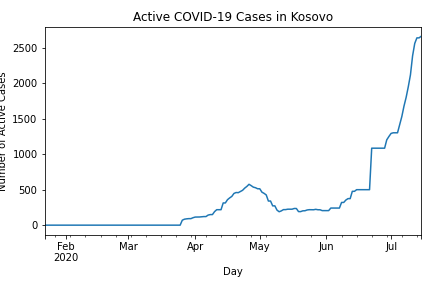 Active COVID-19 Cases in Kosovo
2500
2000
1500
1000
500
0
Number of Active Cases
Feb
2020
Mar
Apr
May
Jun
Jul
Day